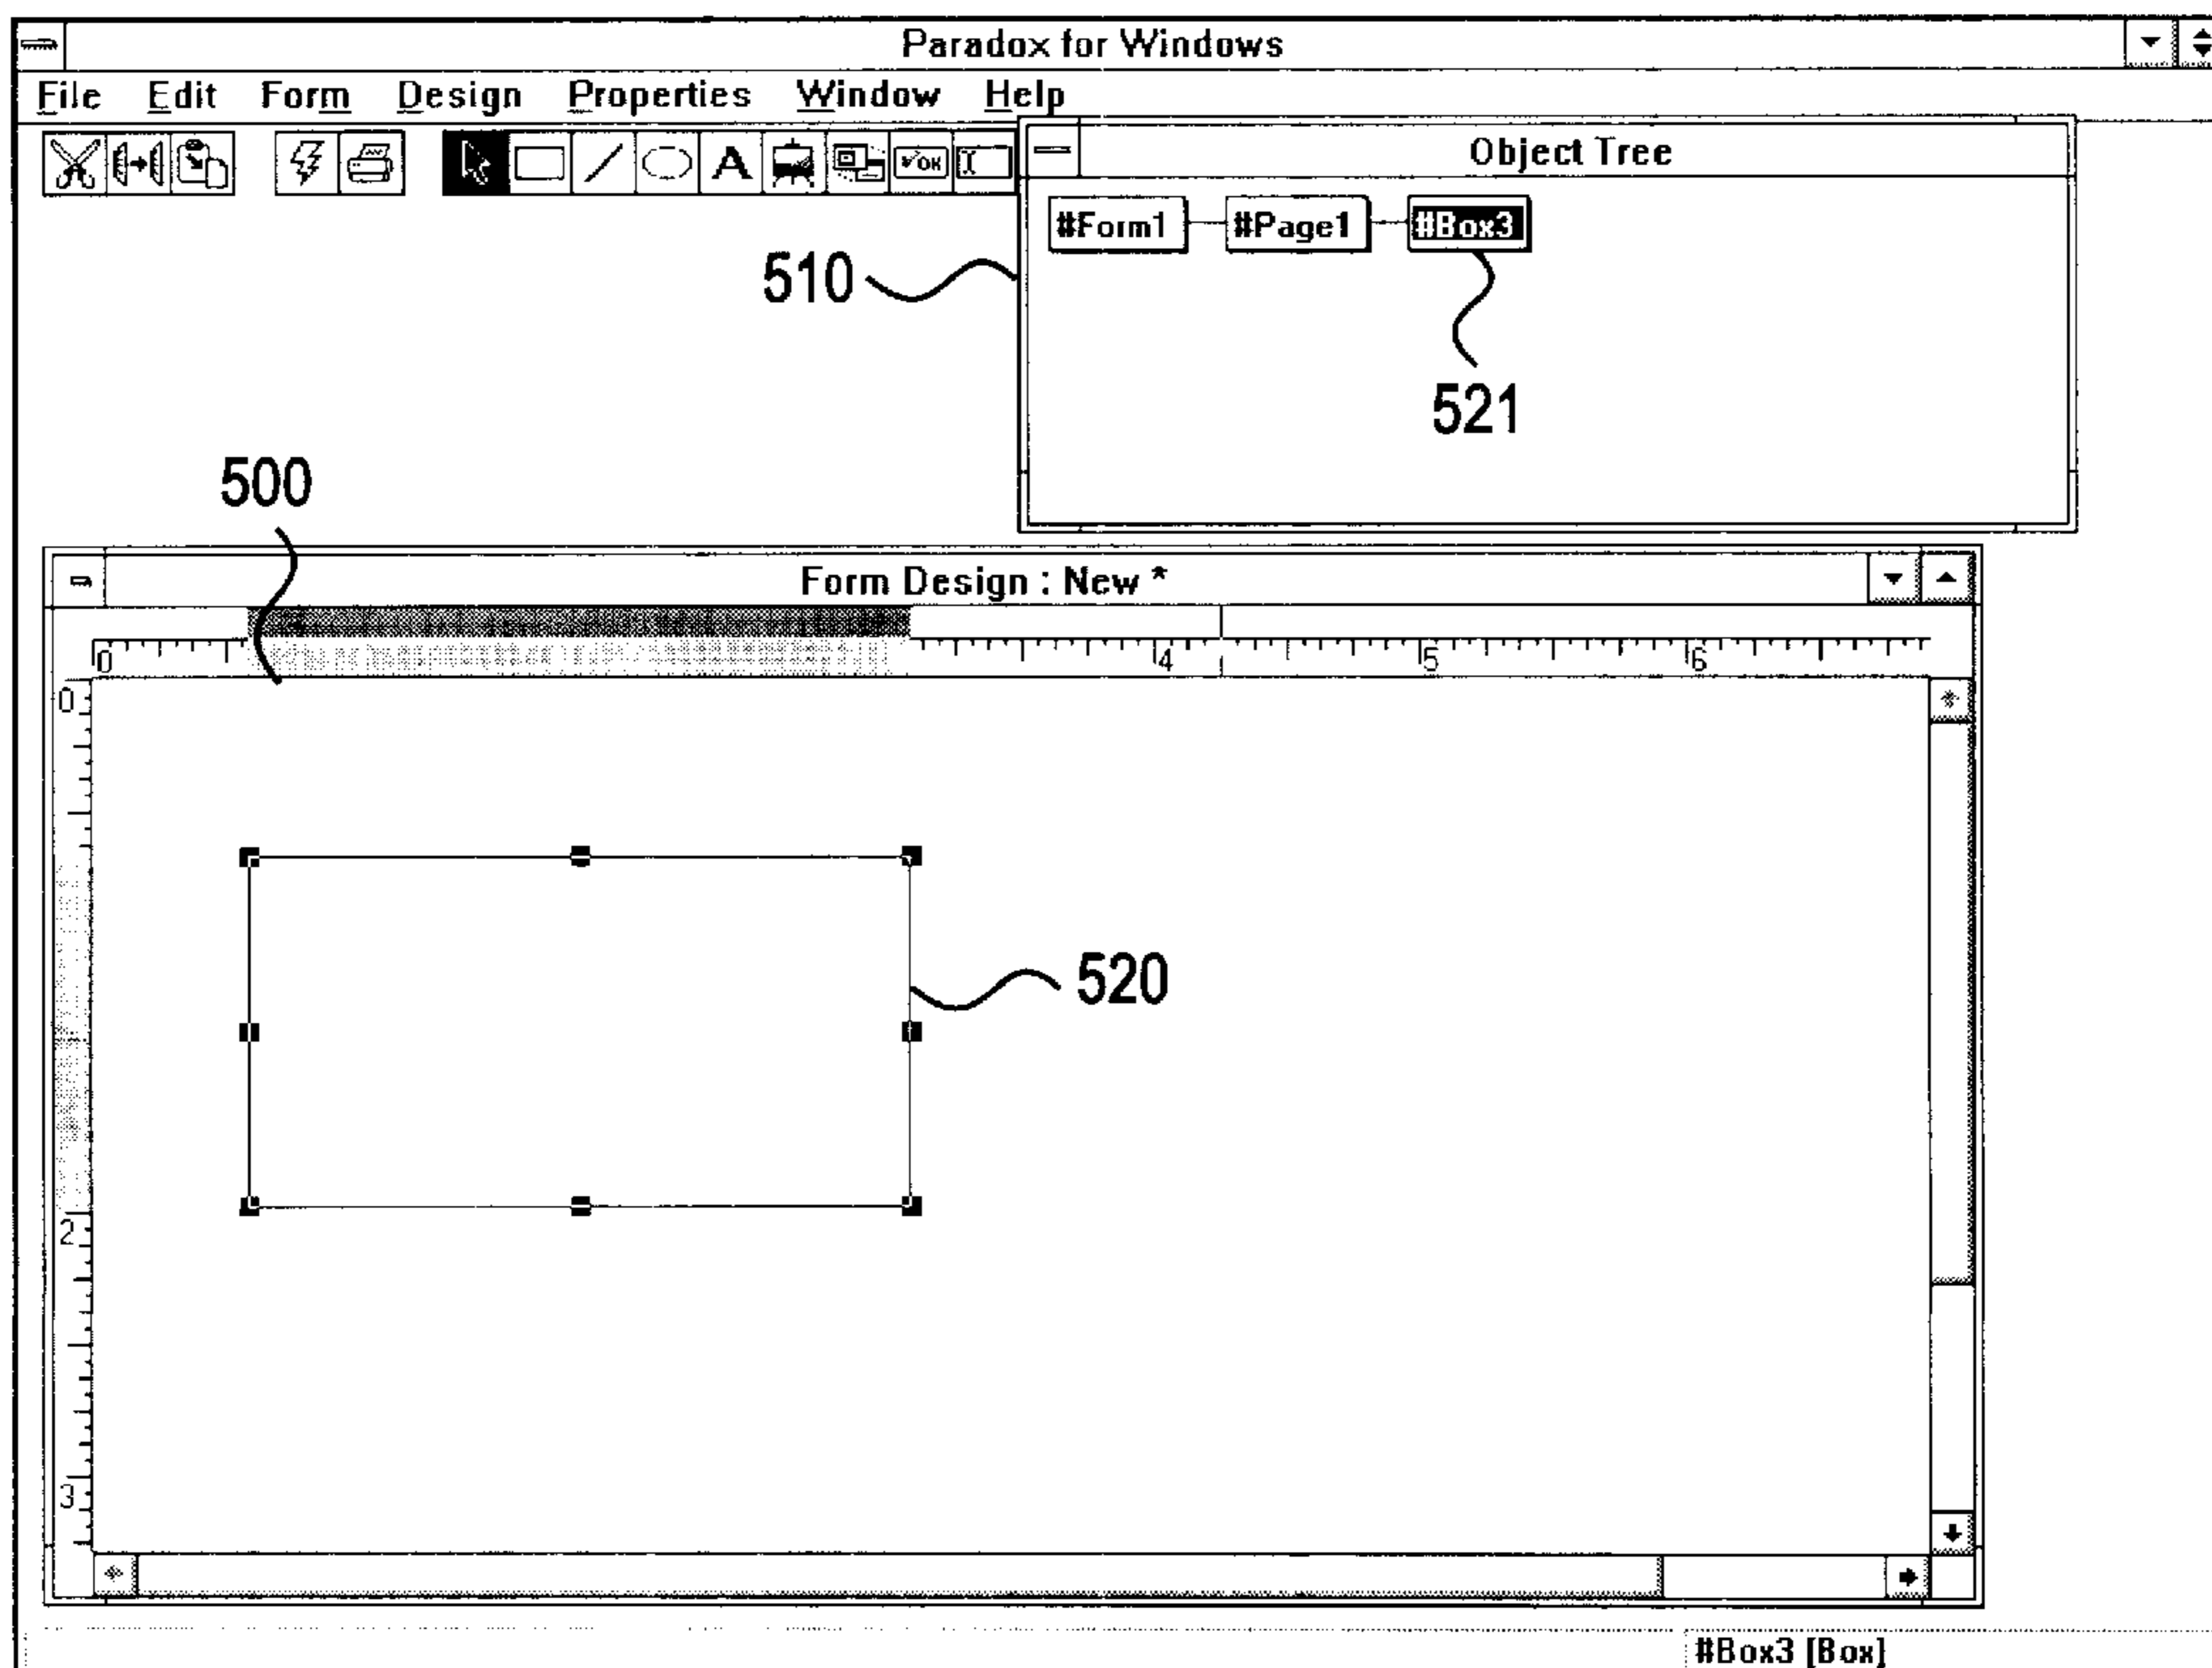 Paradox for Windows
File Edit Form Design Properties Window Help
A OK
Object Tree
#Form1 #Page1 #Box3
510
521
500
Form Design : New *
0 4 5 6
0
520
2
3
#Box3 [Box]